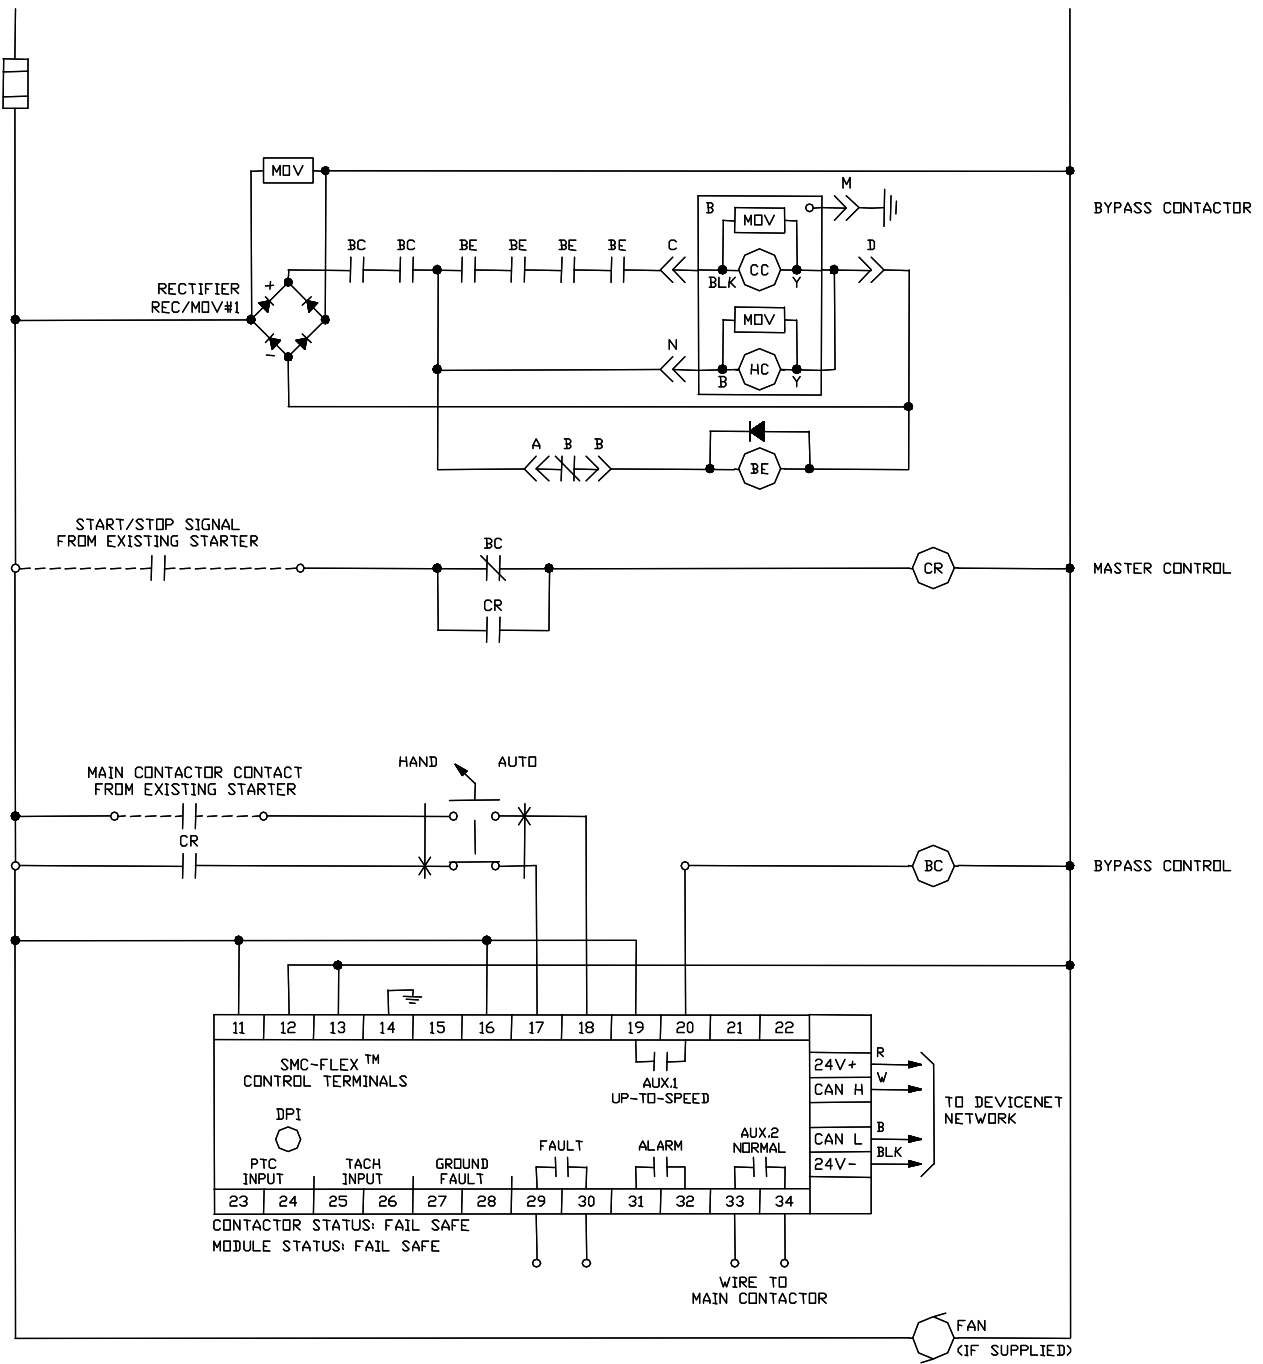 MOV
M
B
MOV
BYPASS CONTACTOR
BC BC BE BE BE BE C D
CC
BLK Y
RECTIFIER
REC/MOV#1
+
-
MOV
N
HC
B Y
A B B
BE
START/STOP SIGNAL
FROM EXISTING STARTER
BC
CR
MASTER CONTROL
CR
HAND AUTO
MAIN CONTACTOR CONTACT
FROM EXISTING STARTER
CR
BC
BYPASS CONTROL
11 12 13 14 15 16 17 18 19 20 21 22
SMC-FLEX™
CONTROL TERMINALS
AUX.1
UP-TO-SPEED
24V+ R
CAN H W
CAN L B
24V- BLK
TO DEVICENET
NETWORK
DPI
FAULT
ALARM
AUX.2
NORMAL
PTC
INPUT
TACH
INPUT
GROUND
FAULT
23 24 25 26 27 28 29 30 31 32 33 34
CONTACTOR STATUS: FAIL SAFE
MODULE STATUS: FAIL SAFE
WIRE TO
MAIN CONTACTOR
FAN
(IF SUPPLIED)